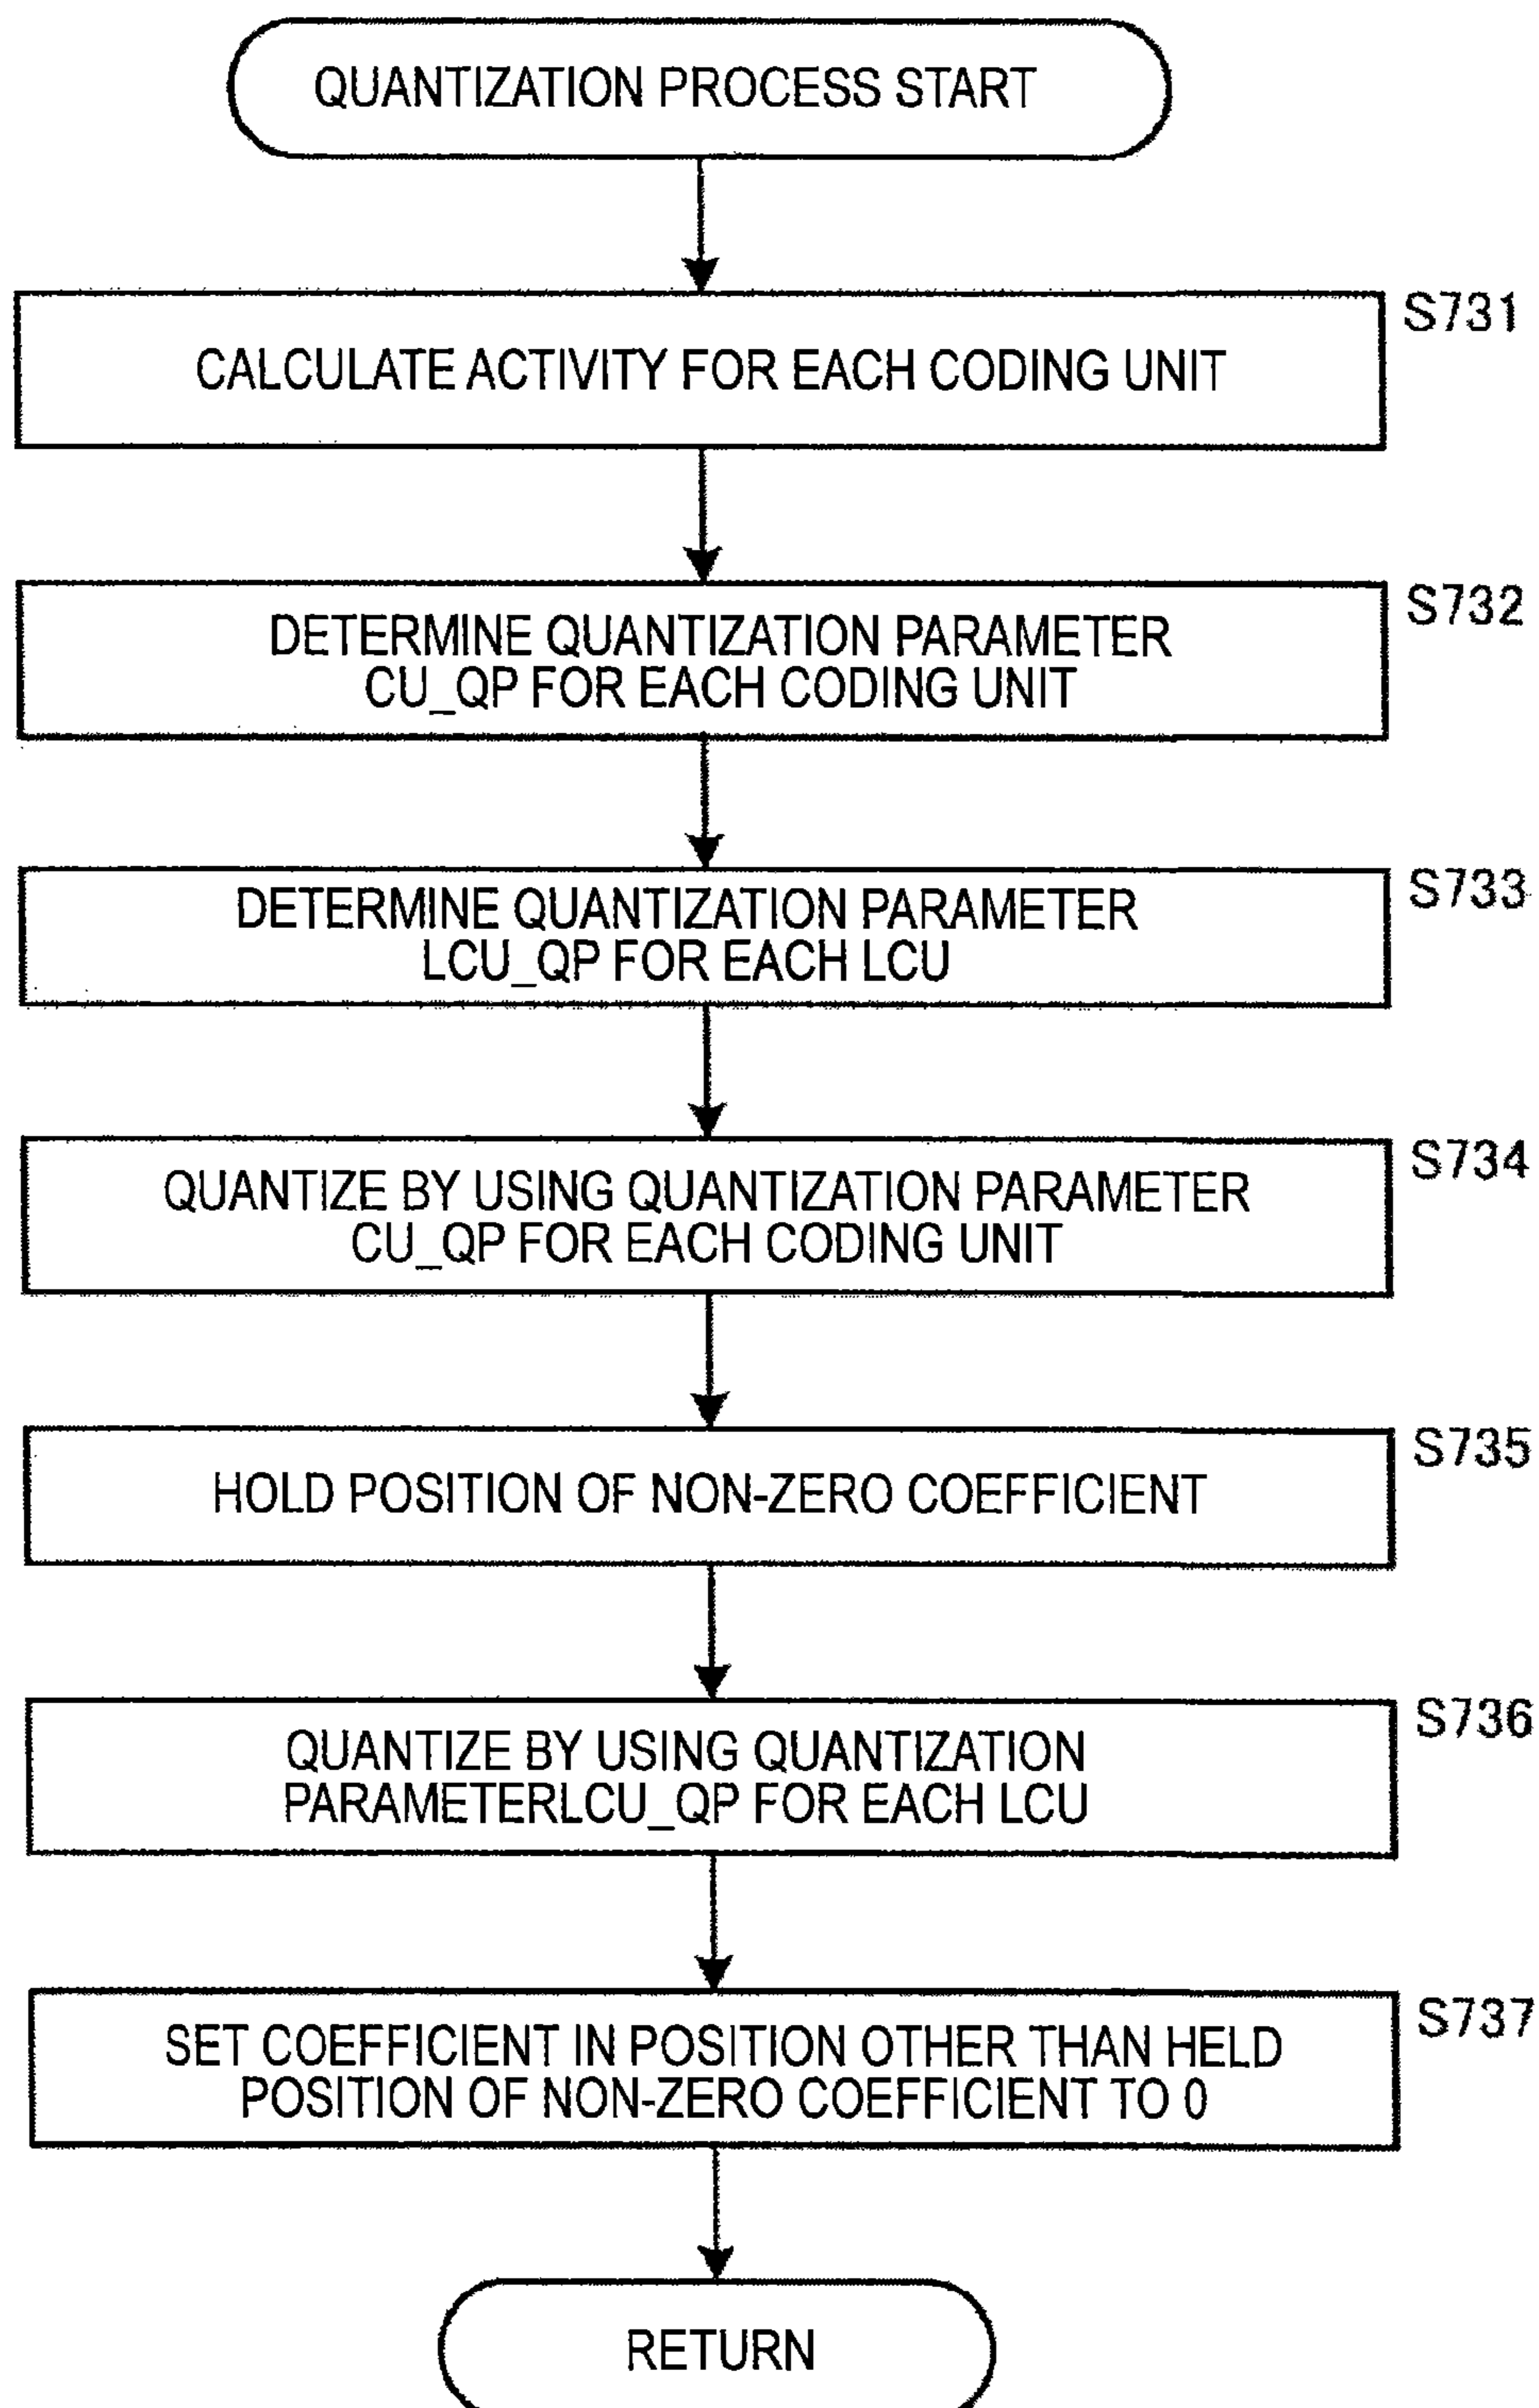 QUANTIZATION PROCESS START
S731
CALCULATE ACTIVITY FOR EACH CODING UNIT
S732
DETERMINE QUANTIZATION PARAMETER
CU_QP FOR EACH CODING UNIT
S733
DETERMINE QUANTIZATION PARAMETER
LCU_QP FOR EACH LCU
S734
QUANTIZE BY USING QUANTIZATION PARAMETER
CU_QP FOR EACH CODING UNIT
S735
HOLD POSITION OF NON-ZERO COEFFICIENT
S736
QUANTIZE BY USING QUANTIZATION
PARAMETERLCU_QP FOR EACH LCU
S737
SET COEFFICIENT IN POSITION OTHER THAN HELD
POSITION OF NON-ZERO COEFFICIENT TO 0
RETURN